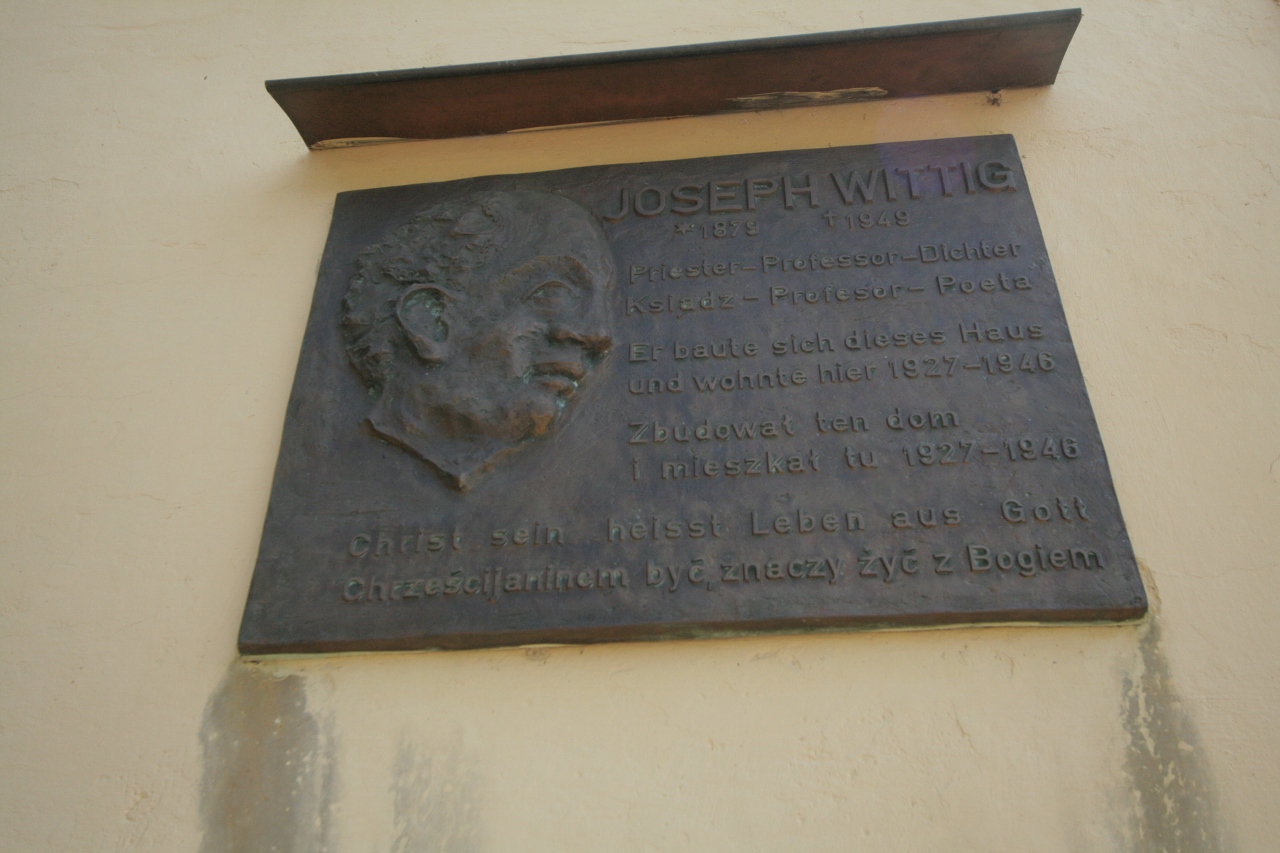 JOSEPH WITTIG
*1879 †1949
Priester-Professor-Dichter
Ksiądz - Profesor - Poeta
Er baute sich dieses Haus
und wohnte hier 1927-1946
Zbudował ten dom
i mieszkał tu 1927-1946
Christ sein heisst Leben aus Gott
Chrześcijaninem być, znaczy żyć z Bogiem